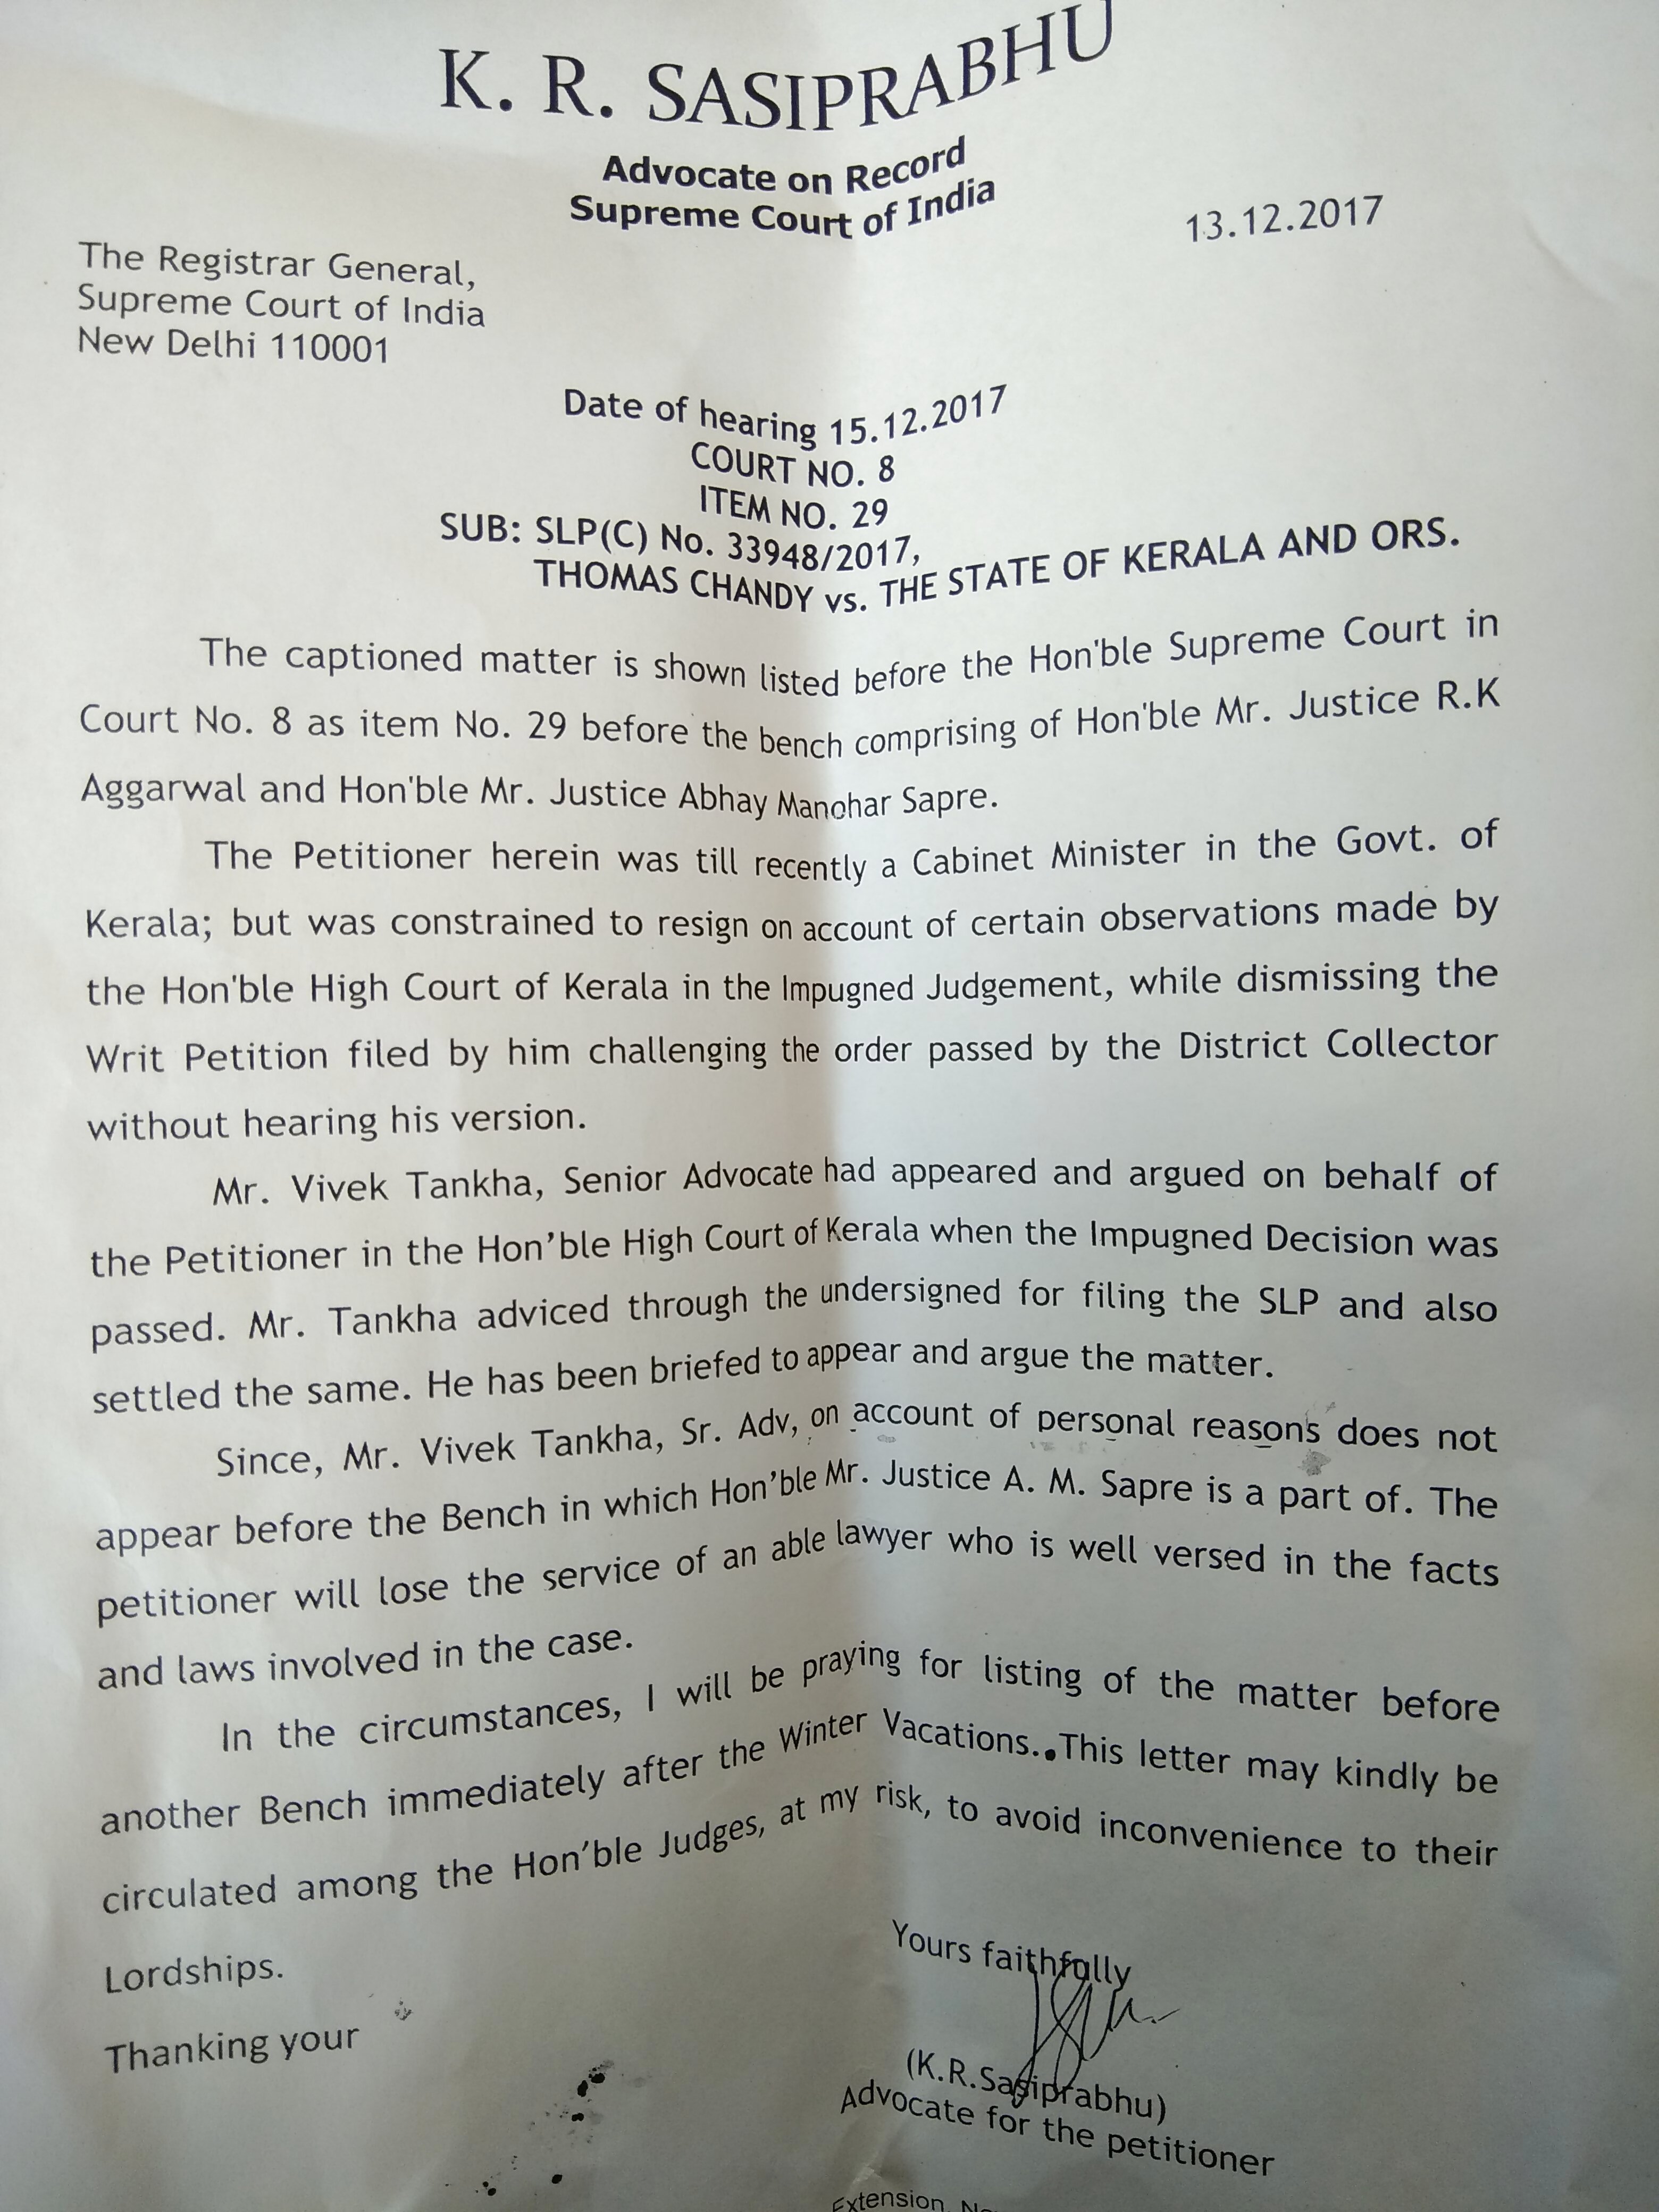 K. R. SASIPRABHU
Advocate on Record
Supreme Court of India
13.12.2017
The Registrar General,
Supreme Court of India
New Delhi 110001
Date of hearing 15.12.2017
COURT NO. 8
ITEM NO. 29
SUB: SLP(C) No. 33948/2017,
THOMAS CHANDY vs. THE STATE OF KERALA AND ORS.
The captioned matter is shown listed before the Hon'ble Supreme Court in
Court No. 8 as item No. 29 before the bench comprising of Hon'ble Mr. Justice R.K
Aggarwal and Hon'ble Mr. Justice Abhay Manohar Sapre.
The Petitioner herein was till recently a Cabinet Minister in the Govt. of
Kerala; but was constrained to resign on account of certain observations made by
the Hon'ble High Court of Kerala in the Impugned Judgement, while dismissing the
Writ Petition filed by him challenging the order passed by the District Collector
without hearing his version.
Mr. Vivek Tankha, Senior Advocate had appeared and argued on behalf of
the Petitioner in the Hon’ble High Court of Kerala when the Impugned Decision was
passed. Mr. Tankha adviced through the undersigned for filing the SLP and also
settled the same. He has been briefed to appear and argue the matter.
Since, Mr. Vivek Tankha, Sr. Adv, on account of personal reasons does not
appear before the Bench in which Hon’ble Mr. Justice A. M. Sapre is a part of. The
petitioner will lose the service of an able lawyer who is well versed in the facts
and laws involved in the case.
In the circumstances, I will be praying for listing of the matter before
another Bench immediately after the Winter Vacations..This letter may kindly be
circulated among the Hon’ble Judges, at my risk, to avoid inconvenience to their
Lordships.
Thanking your
Yours faithfully
(K.R.Sasiprabhu)
Advocate for the petitioner
Extension,